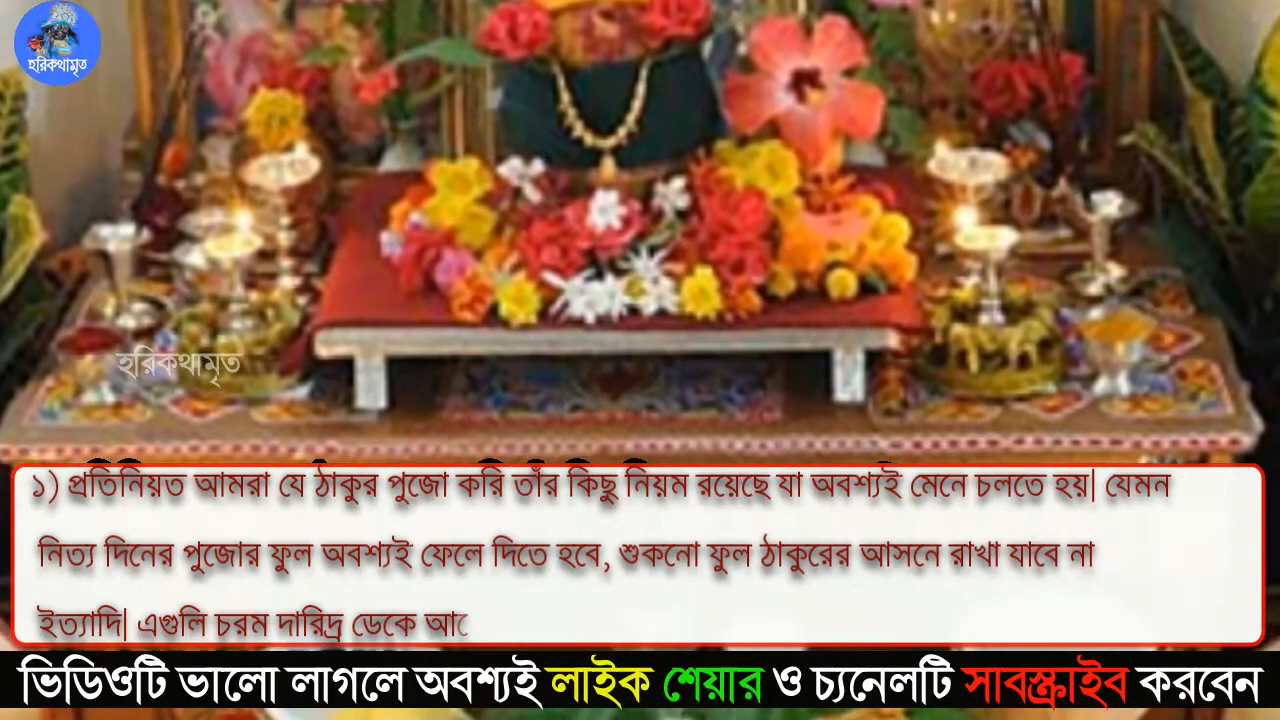 হরিকথামৃত
হরিকথামৃত
১) প্রতিনিয়ত আমরা যে ঠাকুর পুজো করি তাঁর কিছু নিয়ম রয়েছে যা অবশ্যই মেনে চলতে হয়| যেমন
নিত্য দিনের পুজোর ফুল অবশ্যই ফেলে দিতে হবে, শুকনো ফুল ঠাকুরের আসনে রাখা যাবে না
ইত্যাদি| এগুলি চরম দারিদ্র ডেকে
ভিডিওটি ভালো লাগলে অবশ্যই লাইক শেয়ার ও চ্যনেলটি সাবস্ক্রাইব করবেন